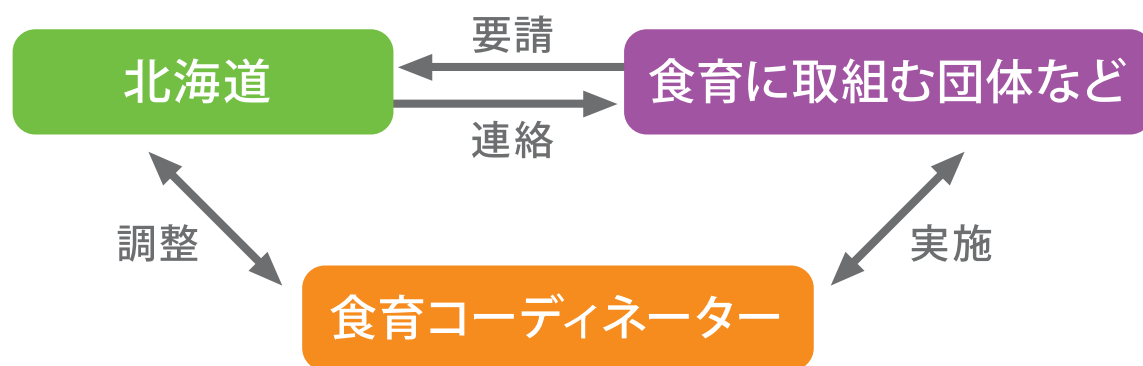 要請
北海道
食育に取組む団体など
連絡
調整
実施
食育コーディネーター